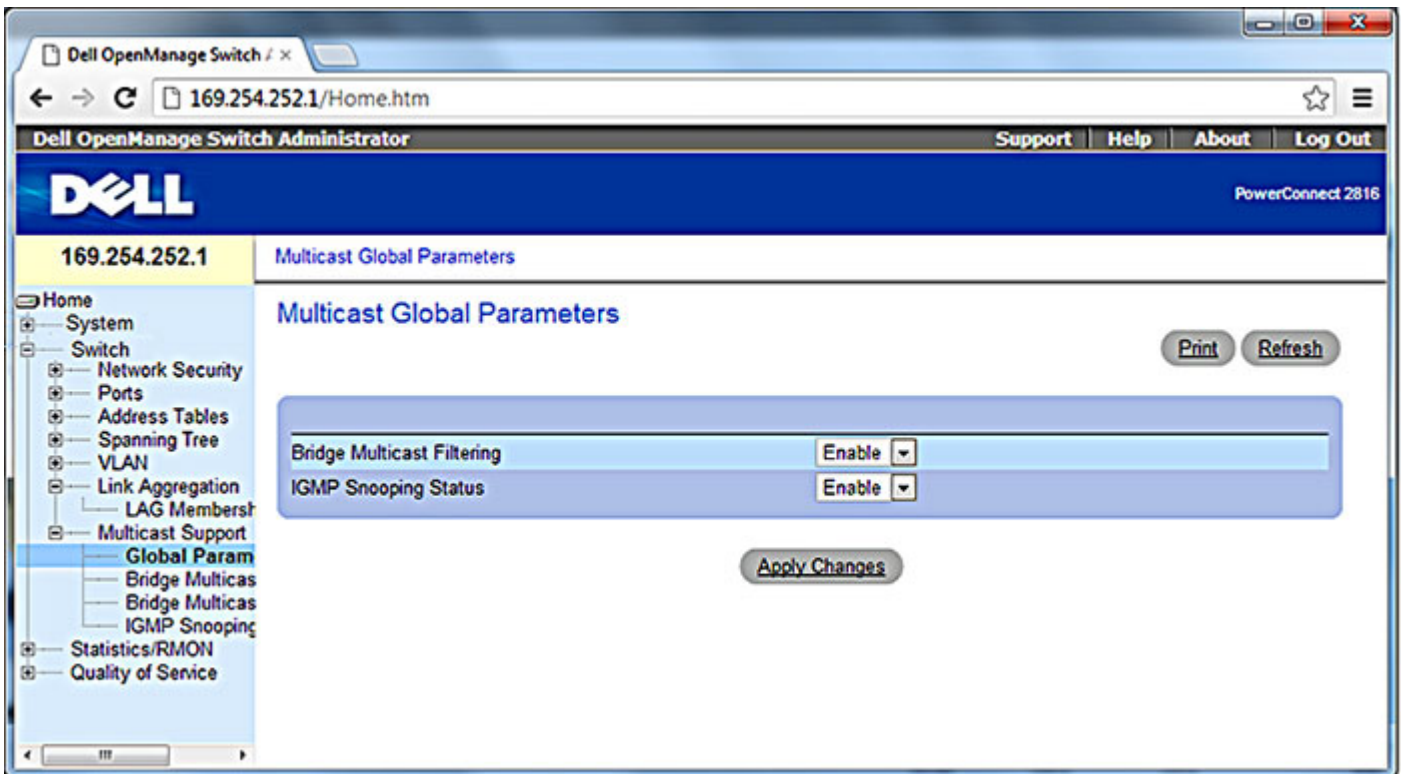 Dell OpenManage Switch
169.254.252.1/Home.htm
Dell OpenManage Switch Administrator
Support | Help | About | Log Out
DELL
PowerConnect 2816
169.254.252.1
Multicast Global Parameters
Home
System
Switch
Network Security
Ports
Address Tables
Spanning Tree
VLAN
Link Aggregation
LAG Membersh
Multicast Support
Global Param
Bridge Multicas
Bridge Multicas
IGMP Snooping
Statistics/RMON
Quality of Service
Multicast Global Parameters
Print
Refresh
Bridge Multicast Filtering Enable
IGMP Snooping Status Enable
Apply Changes